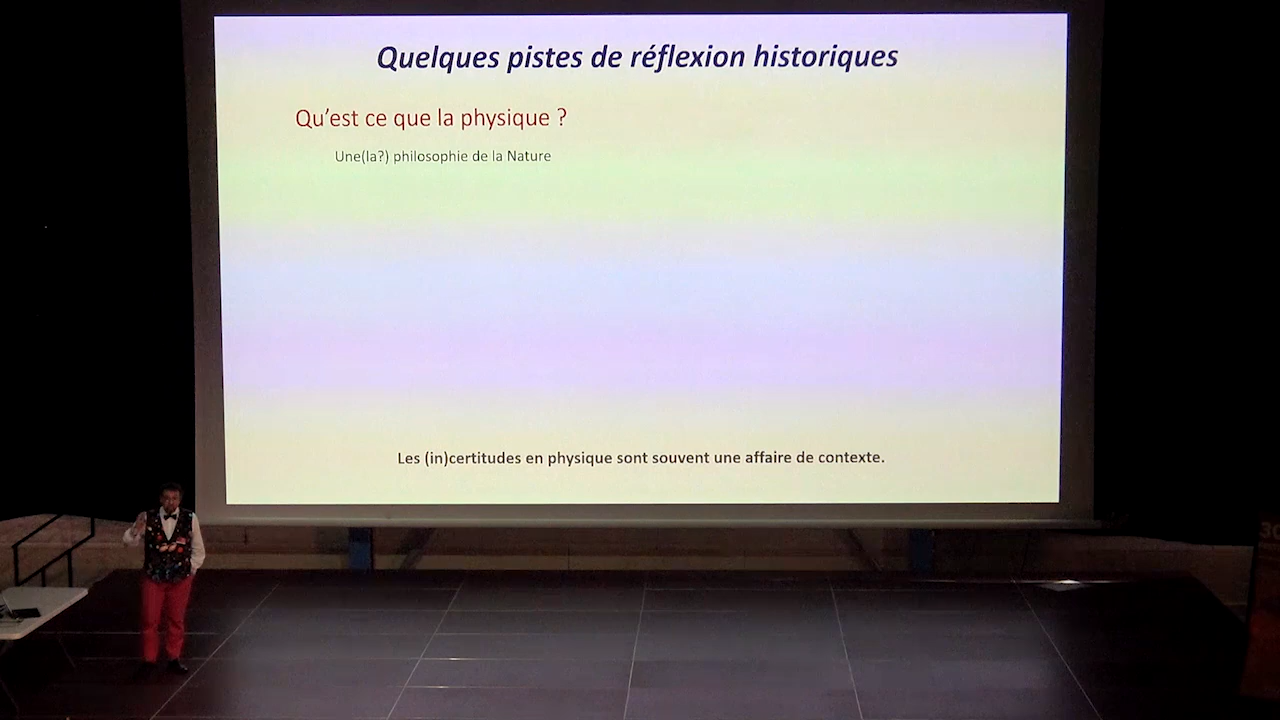 Quelques pistes de réflexion historiques
Qu’est ce que la physique ?
Une(la?) philosophie de la Nature
Les (in)certitudes en physique sont souvent une affaire de contexte.